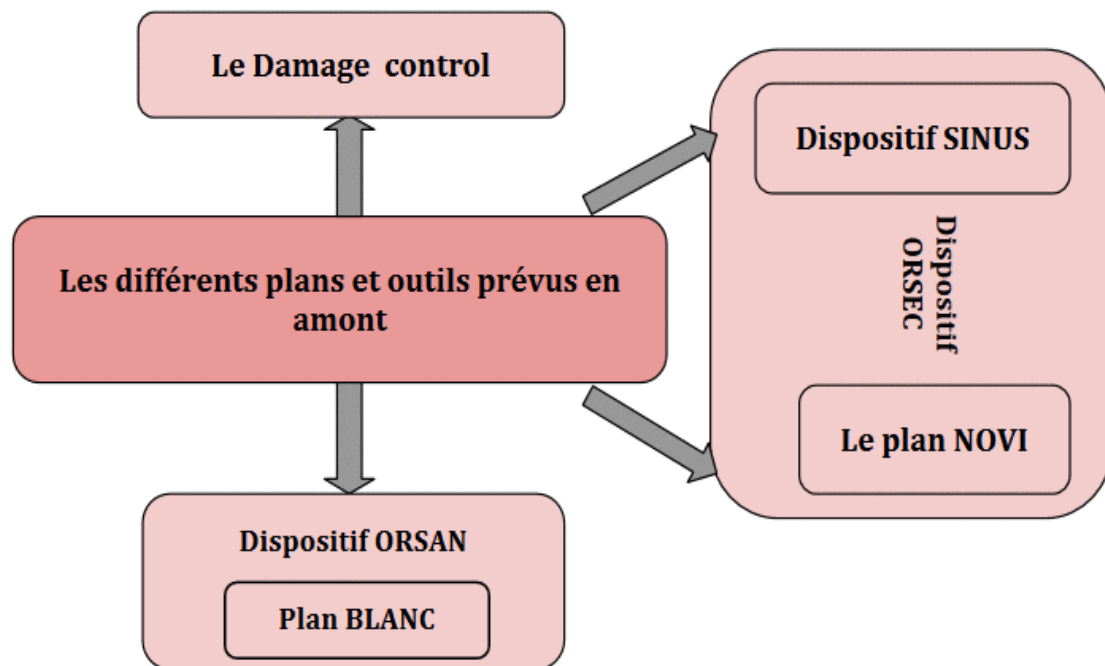 Le Damage control
Dispositif SINUS
Les différents plans et outils prévus en
amont
Dispositif
ORSEC
Le plan NOVI
Dispositif ORSAN
Plan BLANC